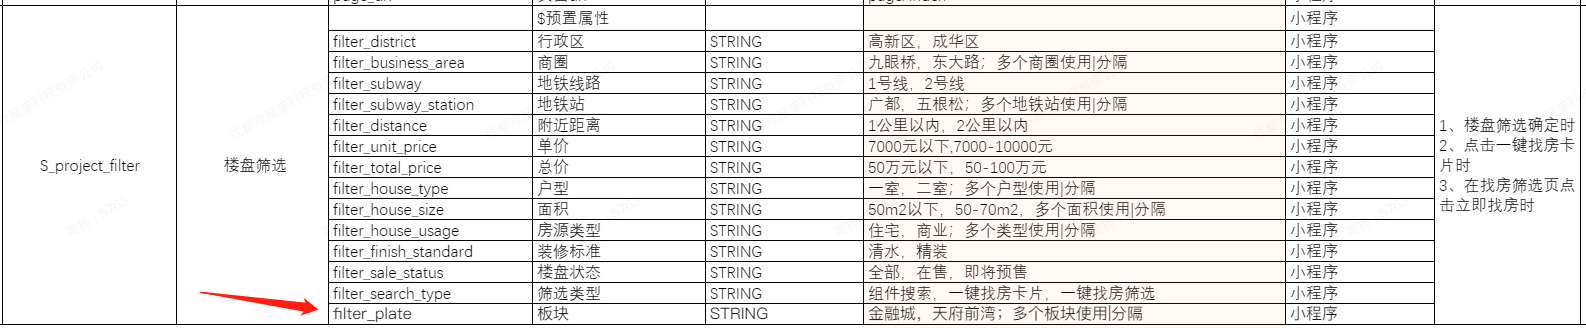 $预置属性 小程序
filter_district 行政区 STRING 高新区，成华区 小程序
filter_business_area 商圈 STRING 九眼桥，东大路；多个商圈使用|分隔 小程序
filter_subway 地铁线路 STRING 1号线，2号线 小程序
filter_subway_station 地铁站 STRING 广都，五根松；多个地铁站使用|分隔 小程序
filter_distance 附近距离 STRING 1公里以内，2公里以内 小程序
filter_unit_price 单价 STRING 7000元以下,7000-10000元 小程序
S_project_filter 楼盘筛选 filter_total_price 总价 STRING 50万元以下，50-100万元 小程序
filter_house_type 户型 STRING 一室，二室；多个户型使用|分隔 小程序
filter_house_size 面积 STRING 50m2以下，50-70m2，多个面积使用|分隔 小程序
filter_house_usage 房源类型 STRING 住宅，商业；多个类型使用|分隔 小程序
filter_finish_standard 装修标准 STRING 清水，精装 小程序
filter_sale_status 楼盘状态 STRING 全部，在售，即将预售 小程序
filter_search_type 筛选类型 STRING 组件搜索，一键找房卡片，一键找房筛选 小程序
filter_plate 板块 STRING 金融城，天府前湾；多个板块使用|分隔 小程序
1、楼盘筛选确定时
2、点击一键找房卡
片时
3、在找房筛选页点
击立即找房时